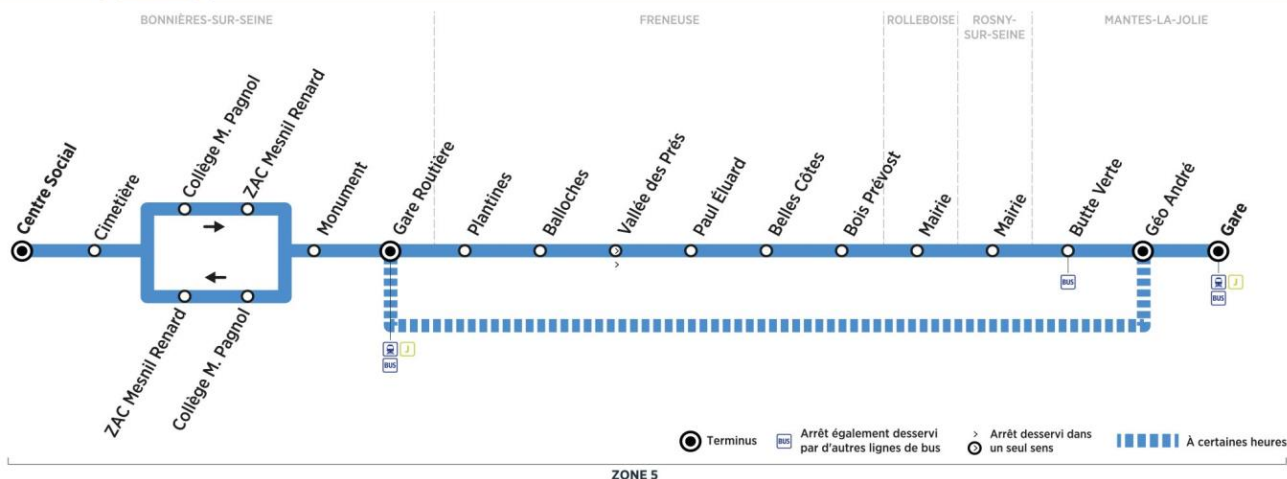 BONNIÈRES-SUR-SEINE
FRENEUSE
ROLLEBOISE
ROSNY-
SUR-SEINE
MANTES-LA-JOLIE
Centre Social
Cimetière
Collège M. Pagnol
ZAC Mesnil Renard
ZAC Mesnil Renard
Collège M. Pagnol
Monument
Gare Routière
Plantines
Balloches
Vallée des Prés
Paul Éluard
Belles Côtes
Bois Prévost
Mairie
Mairie
Butte Verte
Géo André
Gare
J
BUS
BUS
J
BUS
Terminus
BUS
Arrêt également desservi
par d'autres lignes de bus
Arrêt desservi dans
un seul sens
À certaines heures
ZONE 5